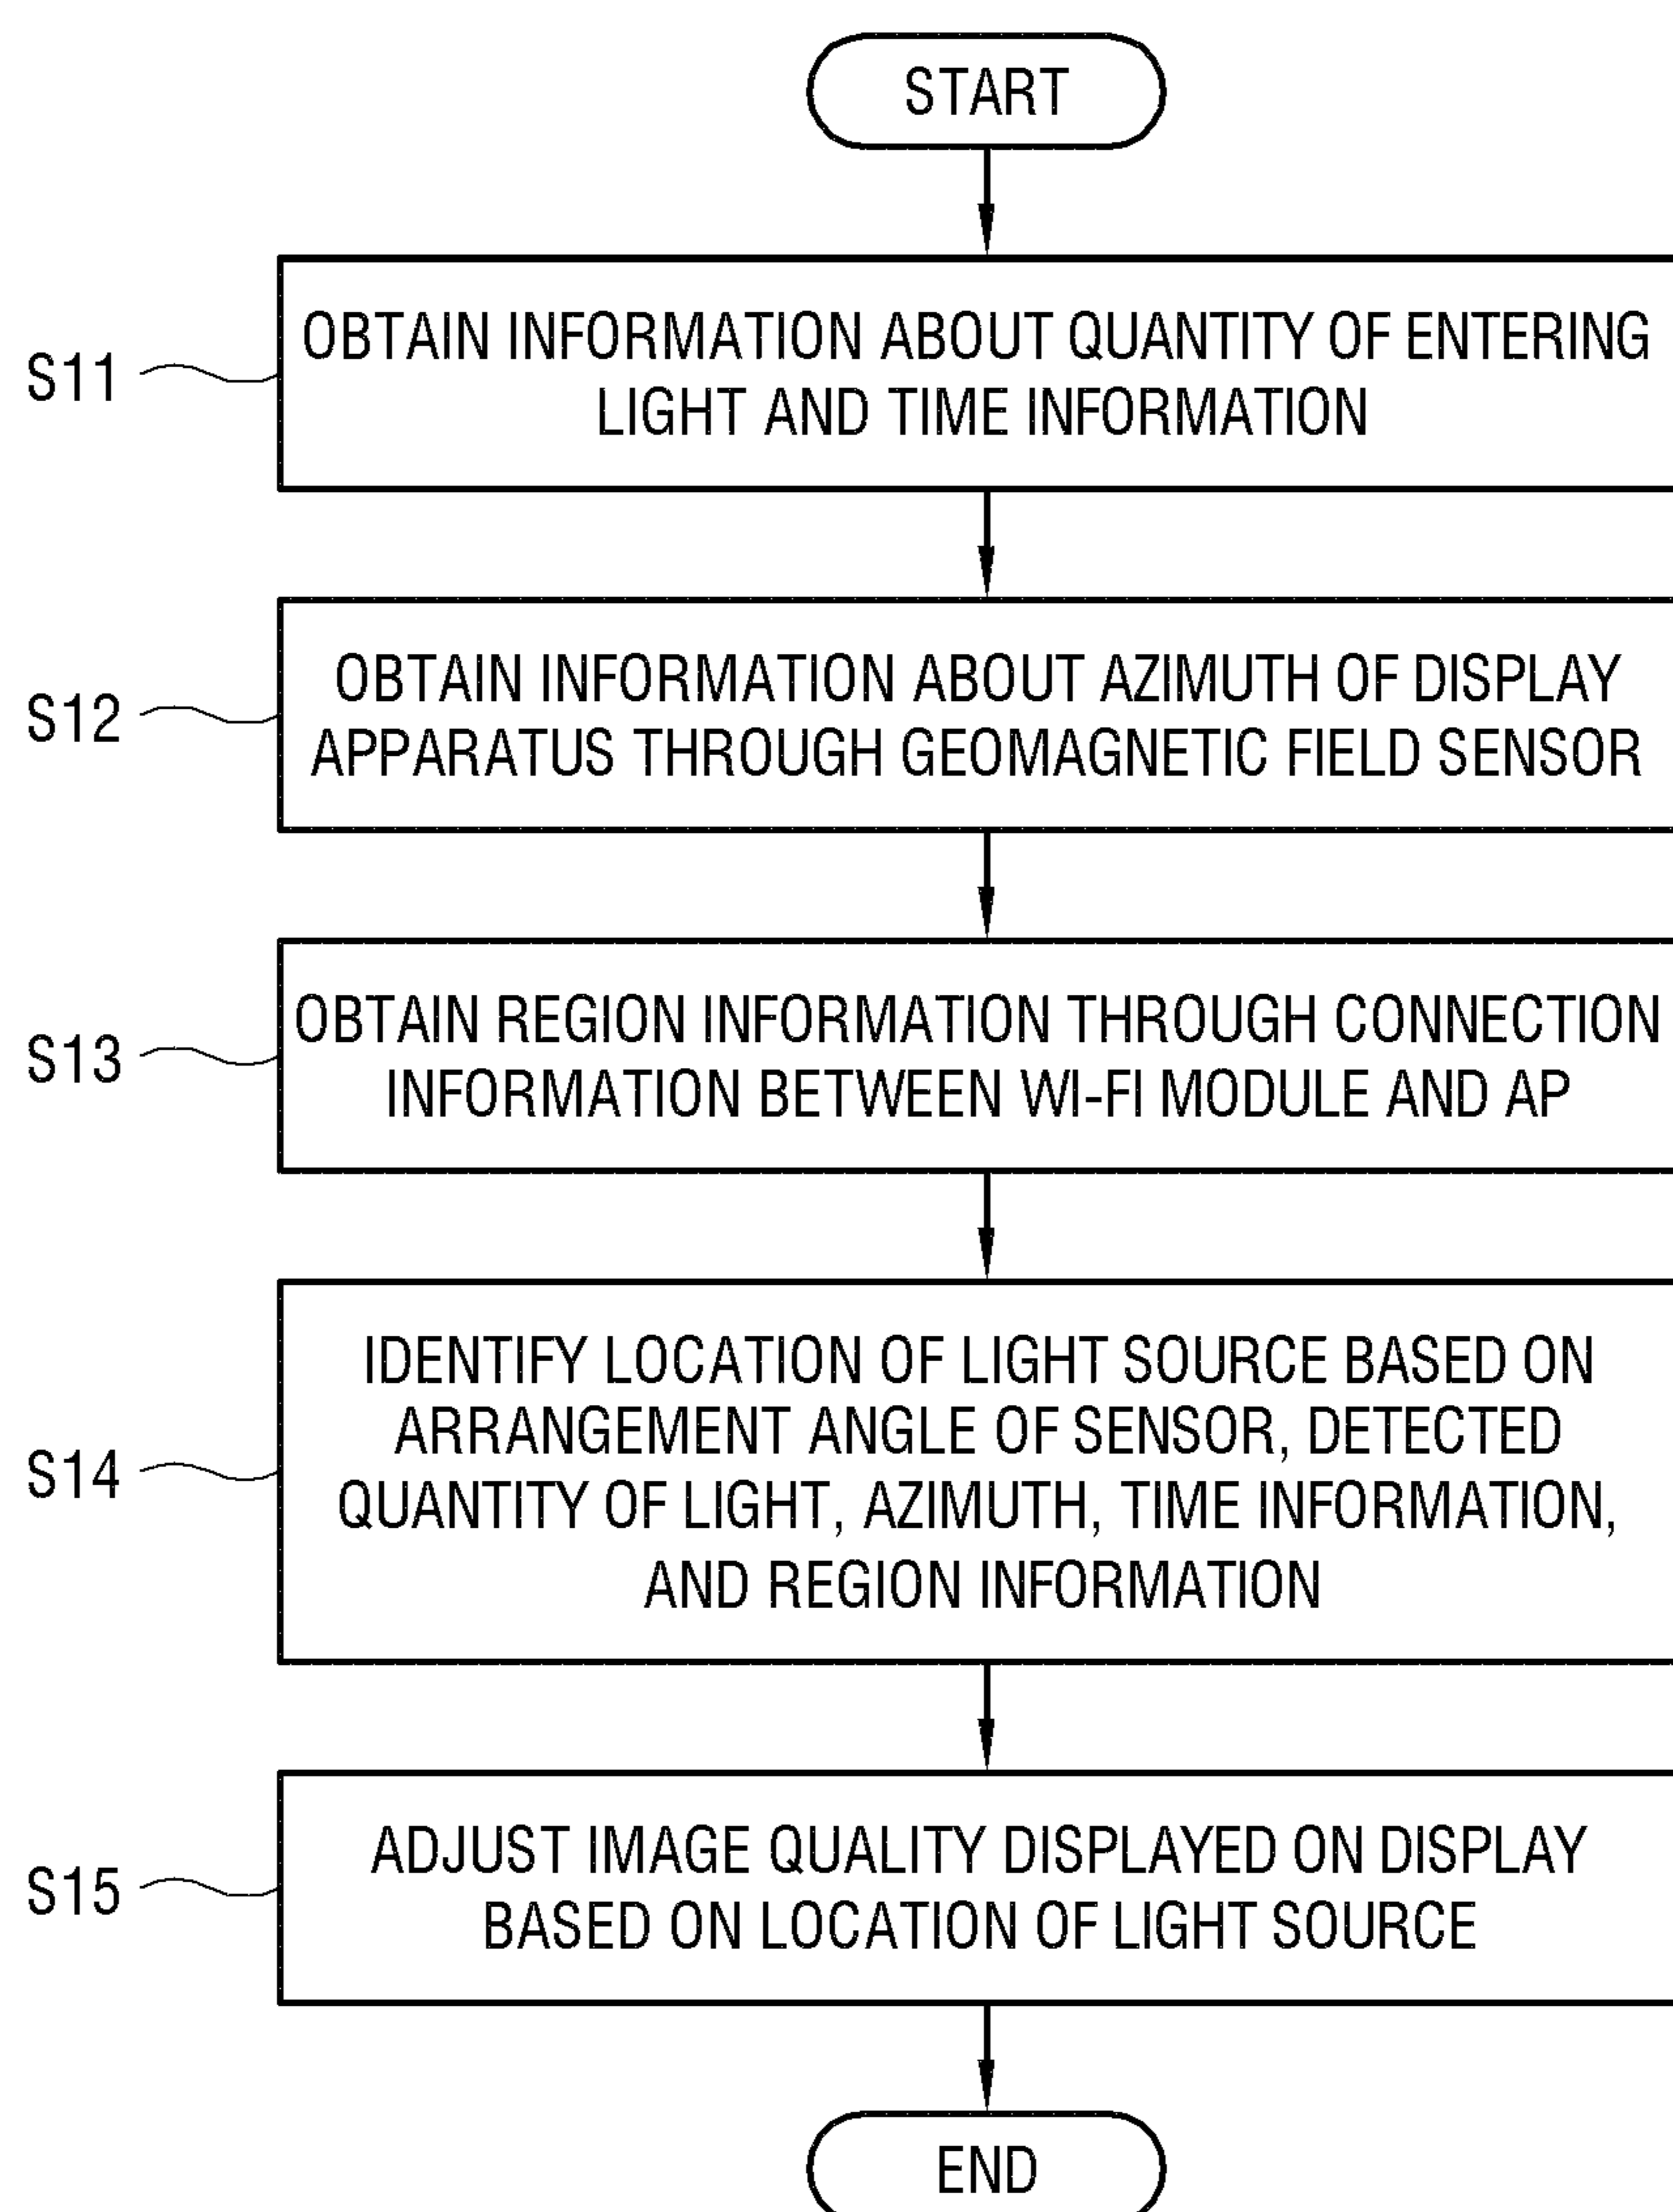 START
S11
OBTAIN INFORMATION ABOUT QUANTITY OF ENTERING
LIGHT AND TIME INFORMATION
S12
OBTAIN INFORMATION ABOUT AZIMUTH OF DISPLAY
APPARATUS THROUGH GEOMAGNETIC FIELD SENSOR
S13
OBTAIN REGION INFORMATION THROUGH CONNECTION
INFORMATION BETWEEN WI-FI MODULE AND AP
S14
IDENTIFY LOCATION OF LIGHT SOURCE BASED ON
ARRANGEMENT ANGLE OF SENSOR, DETECTED
QUANTITY OF LIGHT, AZIMUTH, TIME INFORMATION,
AND REGION INFORMATION
S15
ADJUST IMAGE QUALITY DISPLAYED ON DISPLAY
BASED ON LOCATION OF LIGHT SOURCE
END